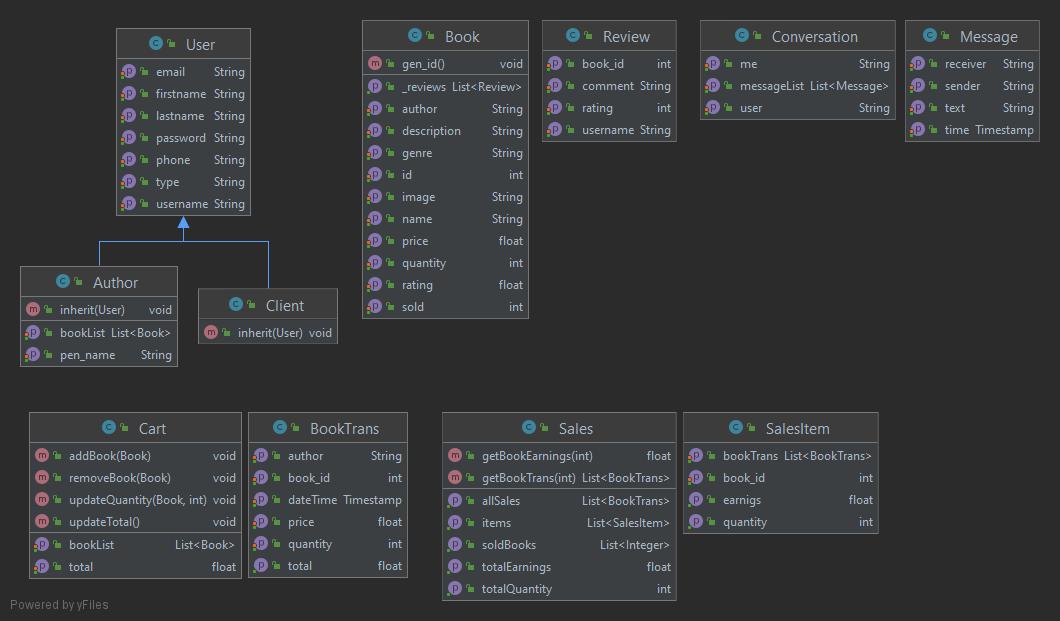 User
email String
firstname String
lastname String
password String
phone String
type String
username String
Author
inherit(User) void
bookList List<Book>
pen_name String
Client
inherit(User) void
Book
gen_id() void
_reviews List<Review>
author String
description String
genre String
id int
image String
name String
price float
quantity int
rating float
sold int
Review
book_id int
comment String
rating int
username String
Conversation
me String
messageList List<Message>
user String
Message
receiver String
sender String
text String
time Timestamp
Cart
addBook(Book) void
removeBook(Book) void
updateQuantity(Book, int) void
updateTotal() void
bookList List<Book>
total float
BookTrans
author String
book_id int
dateTime Timestamp
price float
quantity int
total float
Sales
getBookEarnings(int) float
getBookTrans(int) List<BookTrans>
allSales List<BookTrans>
items List<SalesItem>
soldBooks List<Integer>
totalEarnings float
totalQuantity int
SalesItem
bookTrans List<BookTrans>
book_id int
earnigs float
quantity int
Powered by yFiles